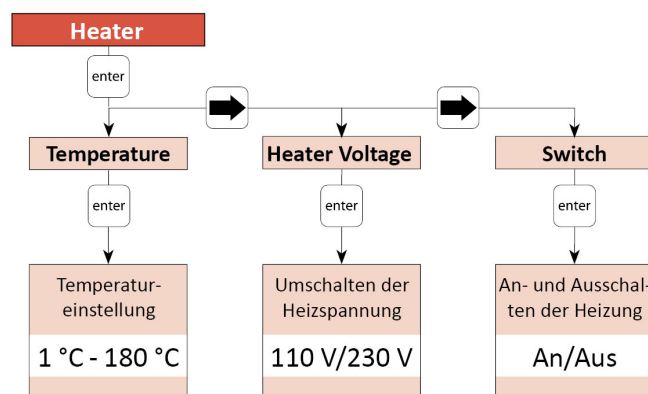 Heater
enter
Temperature
Heater Voltage
Switch
enter
enter
enter
Temperatur-
einstellung
1 °C - 180 °C
Umschalten der
Heizspannung
110 V/230 V
An- und Ausschal-
ten der Heizung
An/Aus